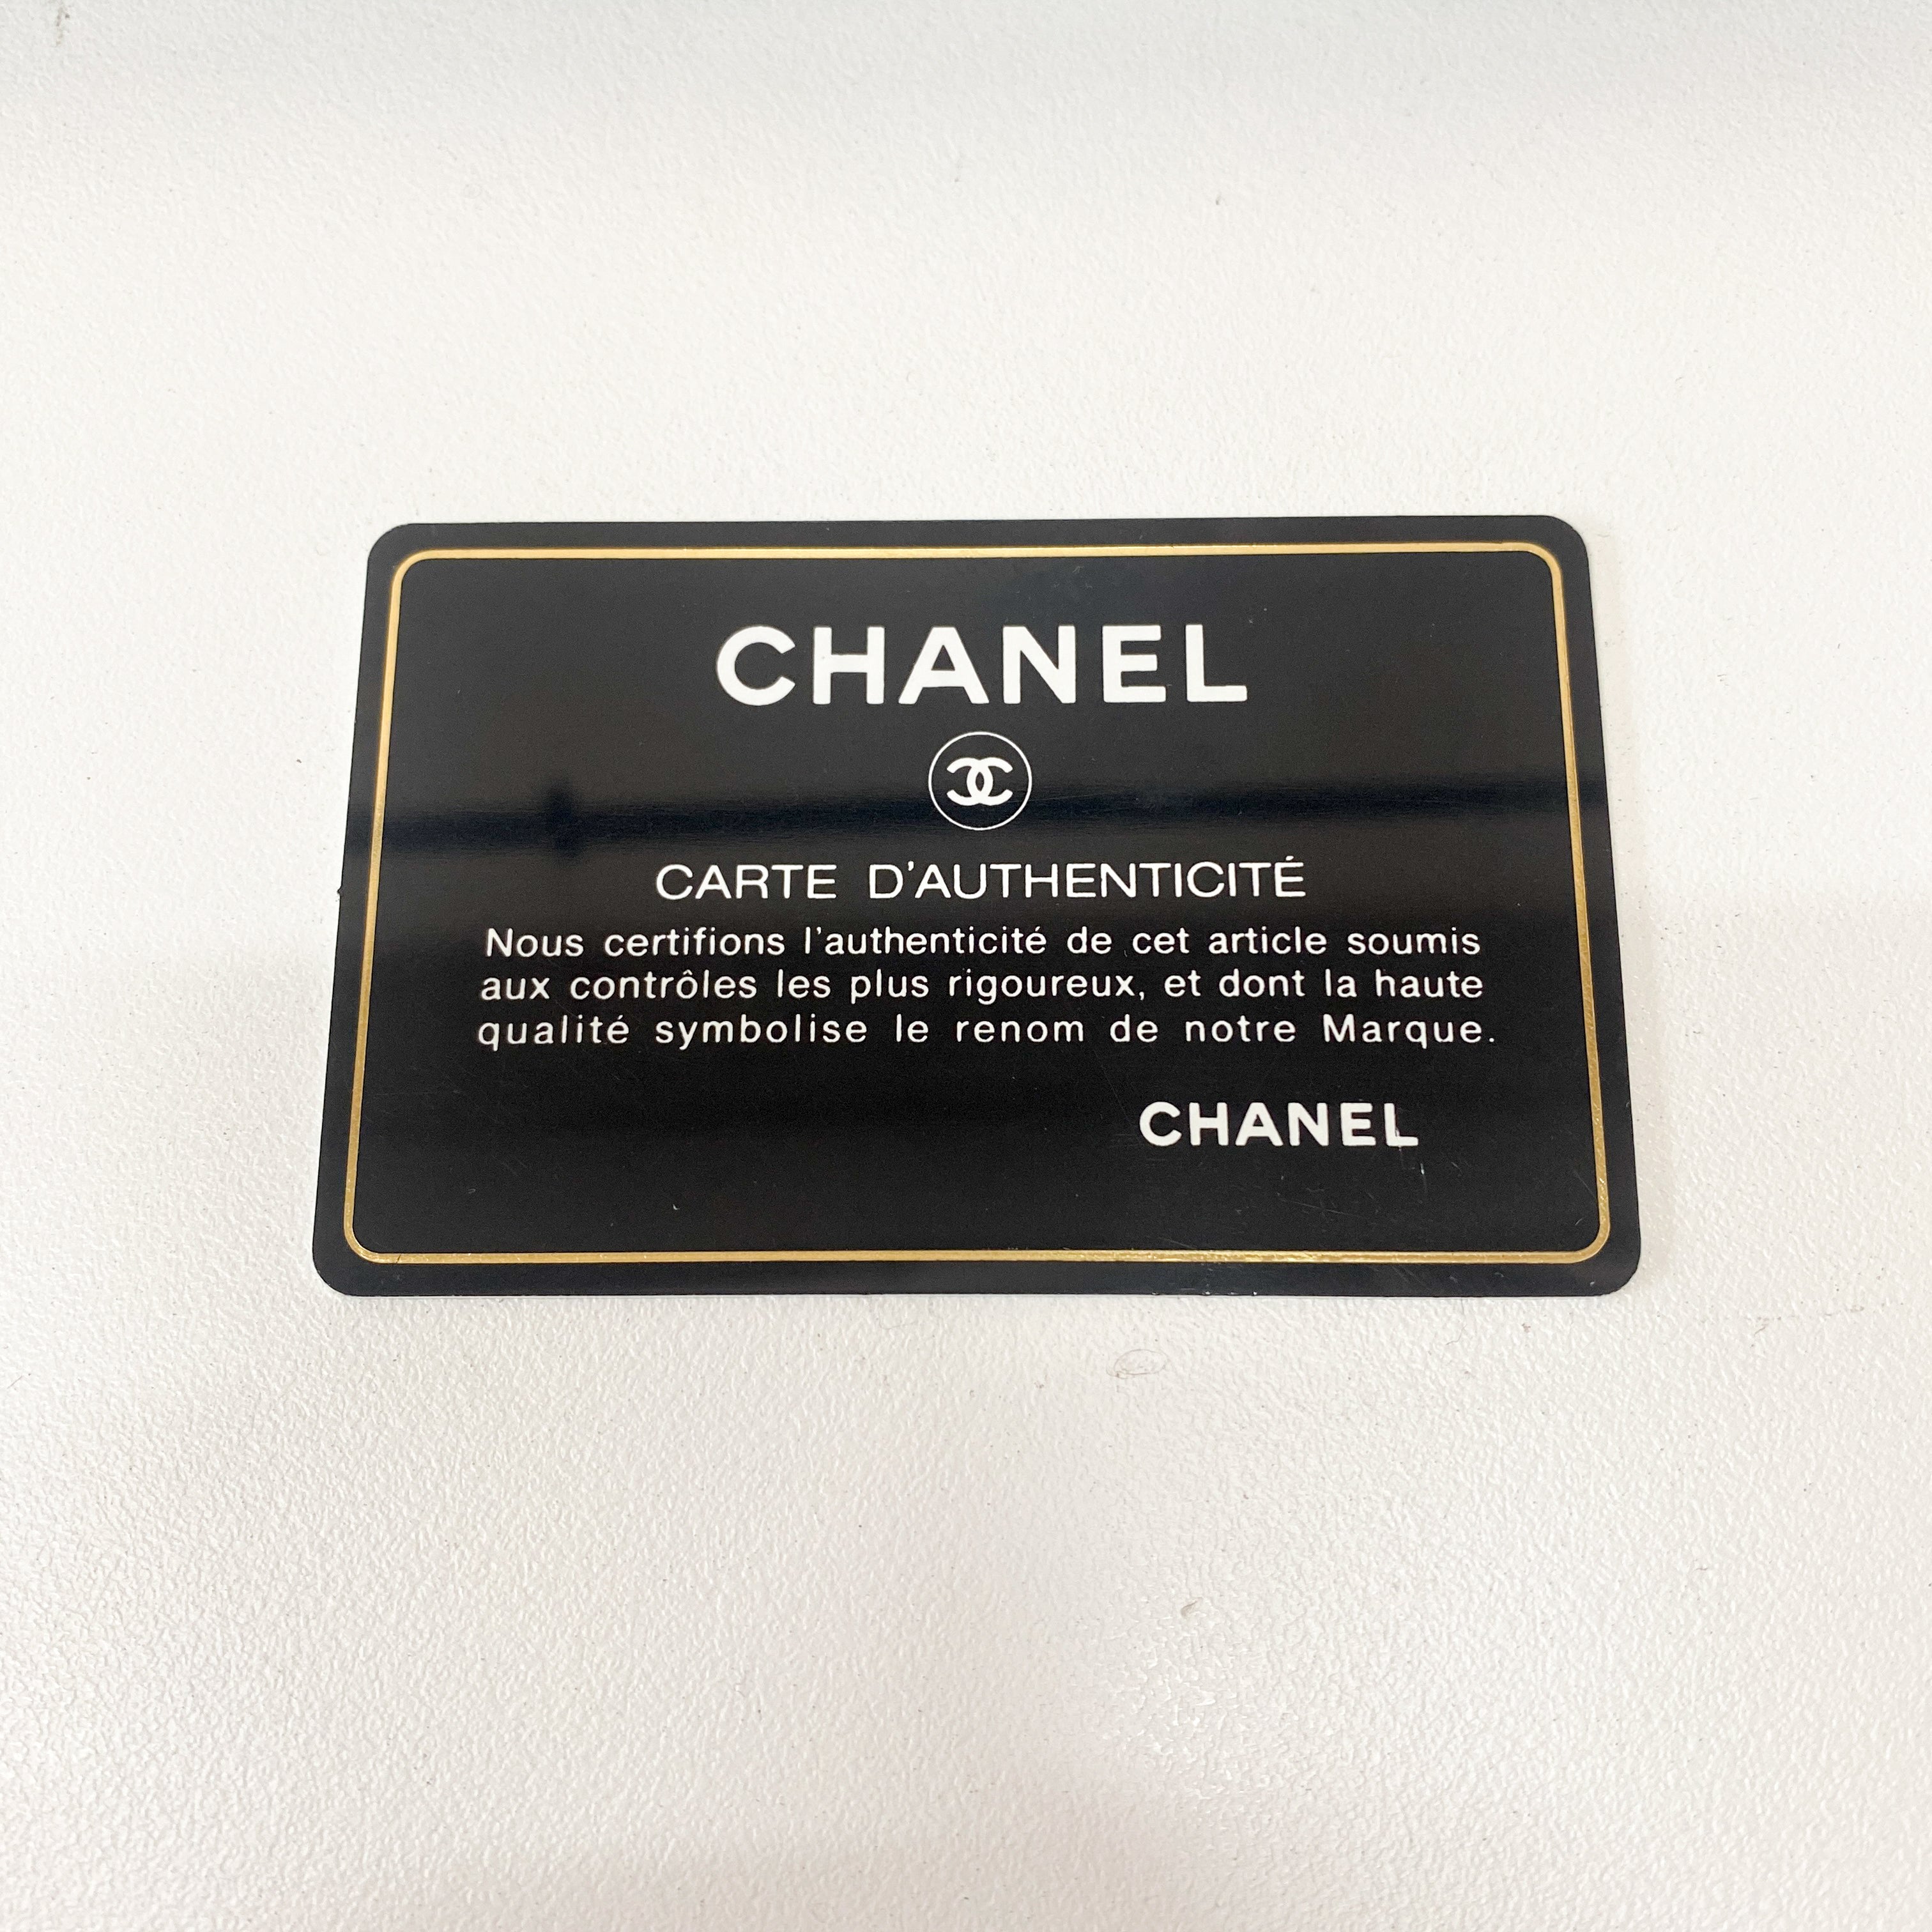 CHANEL
CARTE D'AUTHENTICITÉ
Nous certifions l'authenticité de cet article soumis
aux contrôles les plus rigoureux, et dont la haute
qualité symbolise le renom de notre Marque.
CHANEL